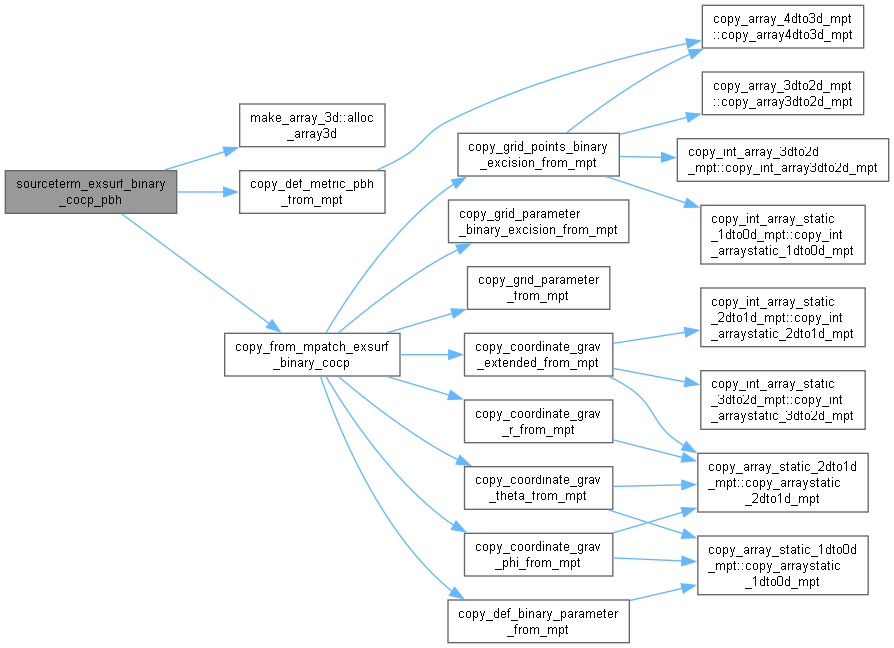 sourceterm_exsurf_binary
_cocp_pbh
make_array_3d::alloc
_array3d
copy_def_metric_pbh
_from_mpt
copy_from_mpatch_exsurf
_binary_cocp
copy_grid_points_binary
_excision_from_mpt
copy_grid_parameter
_binary_excision_from_mpt
copy_grid_parameter
_from_mpt
copy_coordinate_grav
_extended_from_mpt
copy_coordinate_grav
_r_from_mpt
copy_coordinate_grav
_theta_from_mpt
copy_coordinate_grav
_phi_from_mpt
copy_def_binary_parameter
_from_mpt
copy_array_4dto3d_mpt
::copy_array4dto3d_mpt
copy_array_3dto2d_mpt
::copy_array3dto2d_mpt
copy_int_array_3dto2d
_mpt::copy_int_array3dto2d_mpt
copy_int_array_static
_1dto0d_mpt::copy_int
_arraystatic_1dto0d_mpt
copy_int_array_static
_2dto1d_mpt::copy_int
_arraystatic_2dto1d_mpt
copy_int_array_static
_3dto2d_mpt::copy_int
_arraystatic_3dto2d_mpt
copy_array_static_2dto1d
_mpt::copy_arraystatic
_2dto1d_mpt
copy_array_static_1dto0d
_mpt::copy_arraystatic
_1dto0d_mpt